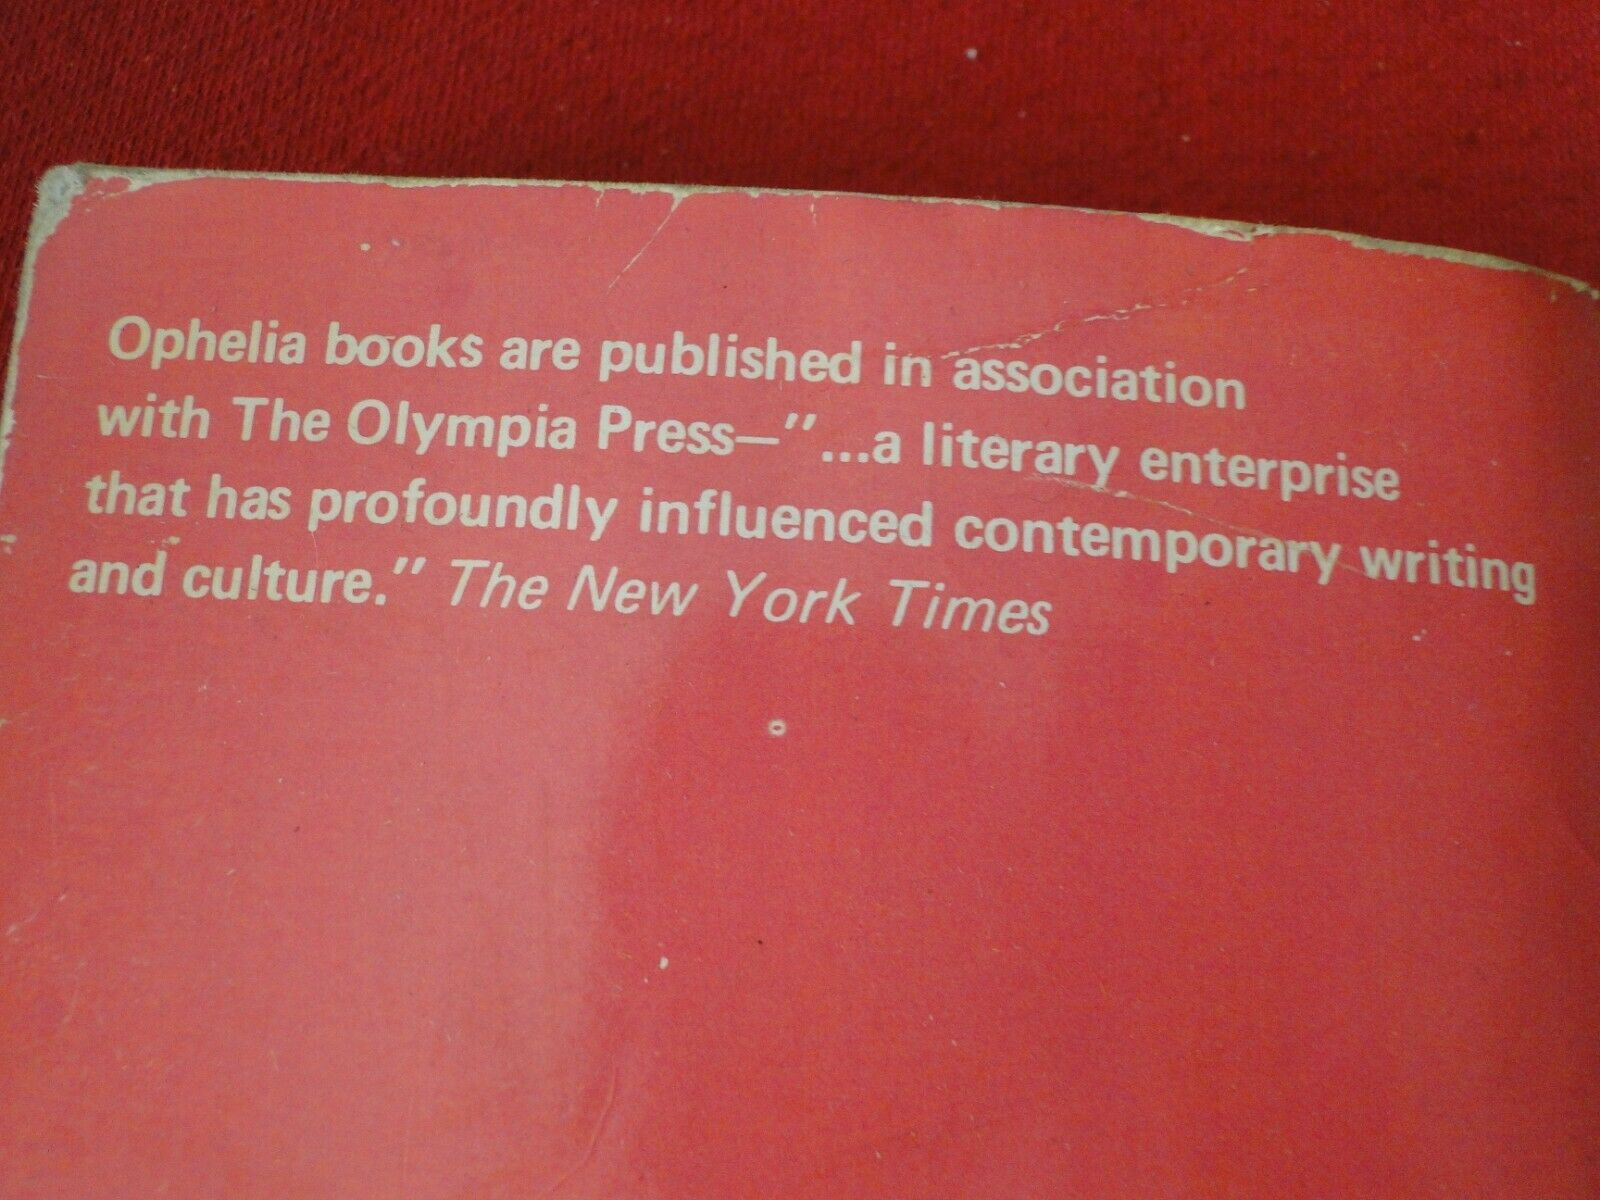 Ophelia books are published in association
with The Olympia Press—"...a literary enterprise
that has profoundly influenced contemporary writing
and culture." The New York Times